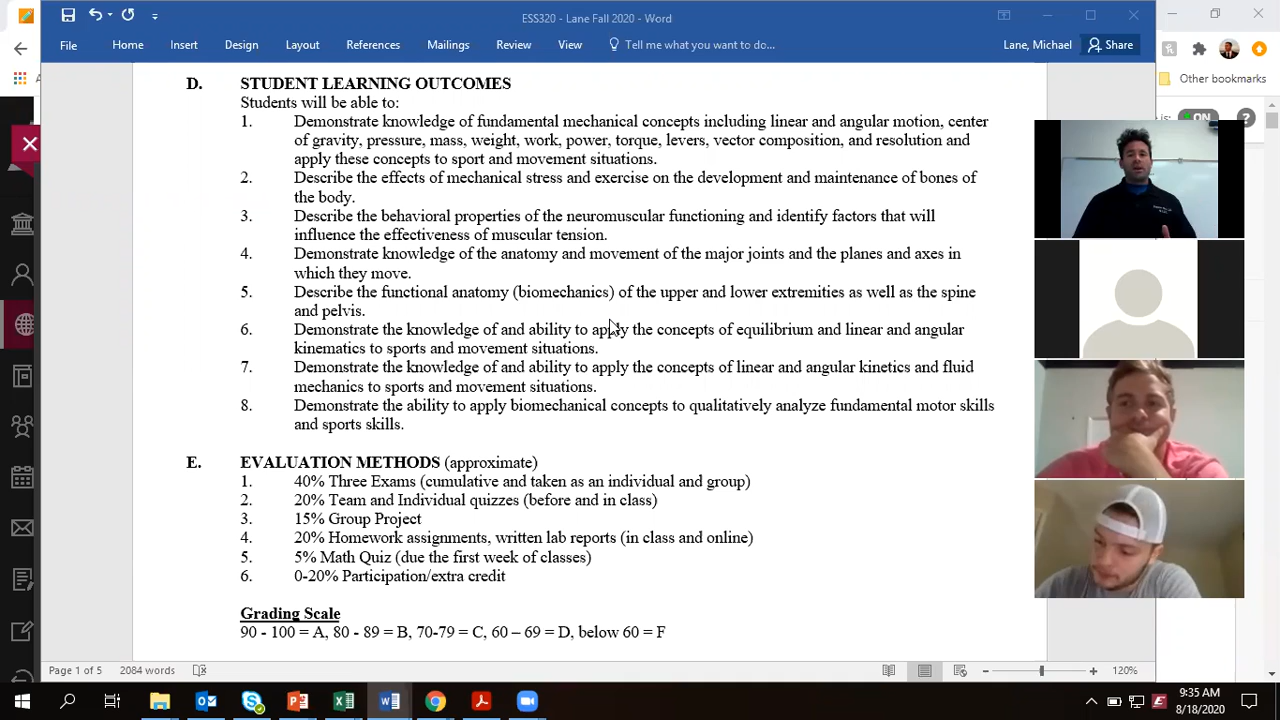 ESS320 - Lane Fall 2020 - Word
File Home Insert Design Layout References Mailings Review View Tell me what you want to do... Lane, Michael Share
Other bookmarks
is: ON
D. STUDENT LEARNING OUTCOMES
Students will be able to:
1. Demonstrate knowledge of fundamental mechanical concepts including linear and angular motion, center
of gravity, pressure, mass, weight, work, power, torque, levers, vector composition, and resolution and
apply these concepts to sport and movement situations.
2. Describe the effects of mechanical stress and exercise on the development and maintenance of bones of
the body.
3. Describe the behavioral properties of the neuromuscular functioning and identify factors that will
influence the effectiveness of muscular tension.
4. Demonstrate knowledge of the anatomy and movement of the major joints and the planes and axes in
which they move.
5. Describe the functional anatomy (biomechanics) of the upper and lower extremities as well as the spine
and pelvis.
6. Demonstrate the knowledge of and ability to apply the concepts of equilibrium and linear and angular
kinematics to sports and movement situations.
7. Demonstrate the knowledge of and ability to apply the concepts of linear and angular kinetics and fluid
mechanics to sports and movement situations.
8. Demonstrate the ability to apply biomechanical concepts to qualitatively analyze fundamental motor skills
and sports skills.
E. EVALUATION METHODS (approximate)
1. 40% Three Exams (cumulative and taken as an individual and group)
2. 20% Team and Individual quizzes (before and in class)
3. 15% Group Project
4. 20% Homework assignments, written lab reports (in class and online)
5. 5% Math Quiz (due the first week of classes)
6. 0-20% Participation/extra credit
Grading Scale
90 - 100 = A, 80 - 89 = B, 70-79 = C, 60 – 69 = D, below 60 = F
Page 1 of 5 2084 words 120%
9:35 AM
8/18/2020